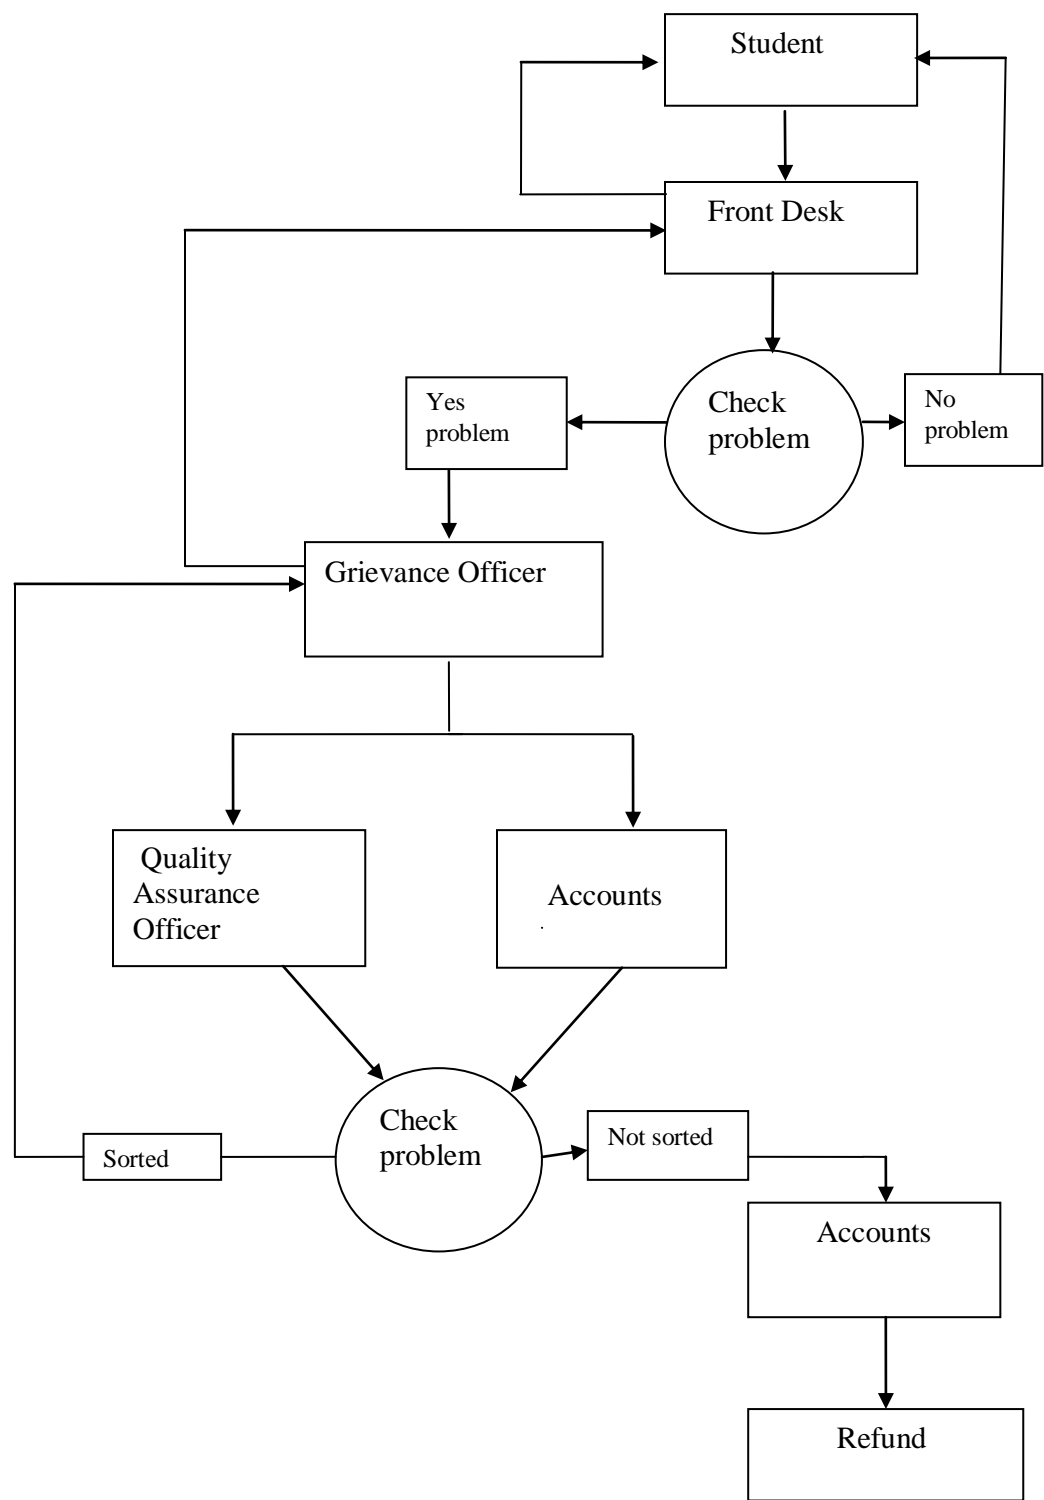 Student
Front Desk
Check
problem
Yes
problem
No
problem
Grievance Officer
Quality
Assurance
Officer
Accounts
.
Check
problem
Sorted
Not sorted
Accounts
Refund